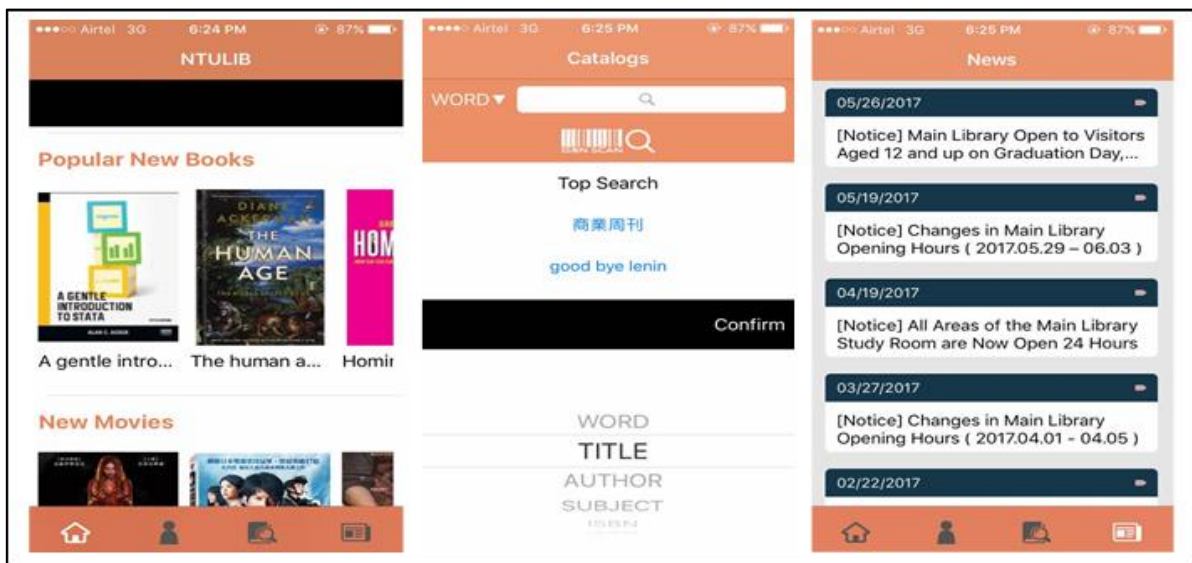 Airtel 3G 6:24 PM 87%
NTULIB
Popular New Books
A GENTLE
INTRODUCTION
TO STATA
DIANE
ACKERMAN
THE
HUMAN
AGE
HOM
A gentle intro...
The human a...
Homir
New Movies
Airtel 3G 6:25 PM 87%
Catalogs
WORD▼
ISBN SCAN
Top Search
商業周刊
good bye lenin
Confirm
WORD
TITLE
AUTHOR
SUBJECT
ISBN
Airtel 3G 6:25 PM 87%
News
05/26/2017
[Notice] Main Library Open to Visitors
Aged 12 and up on Graduation Day,...
05/19/2017
[Notice] Changes in Main Library
Opening Hours ( 2017.05.29 – 06.03 )
04/19/2017
[Notice] All Areas of the Main Library
Study Room are Now Open 24 Hours
03/27/2017
[Notice] Changes in Main Library
Opening Hours ( 2017.04.01 - 04.05 )
02/22/2017